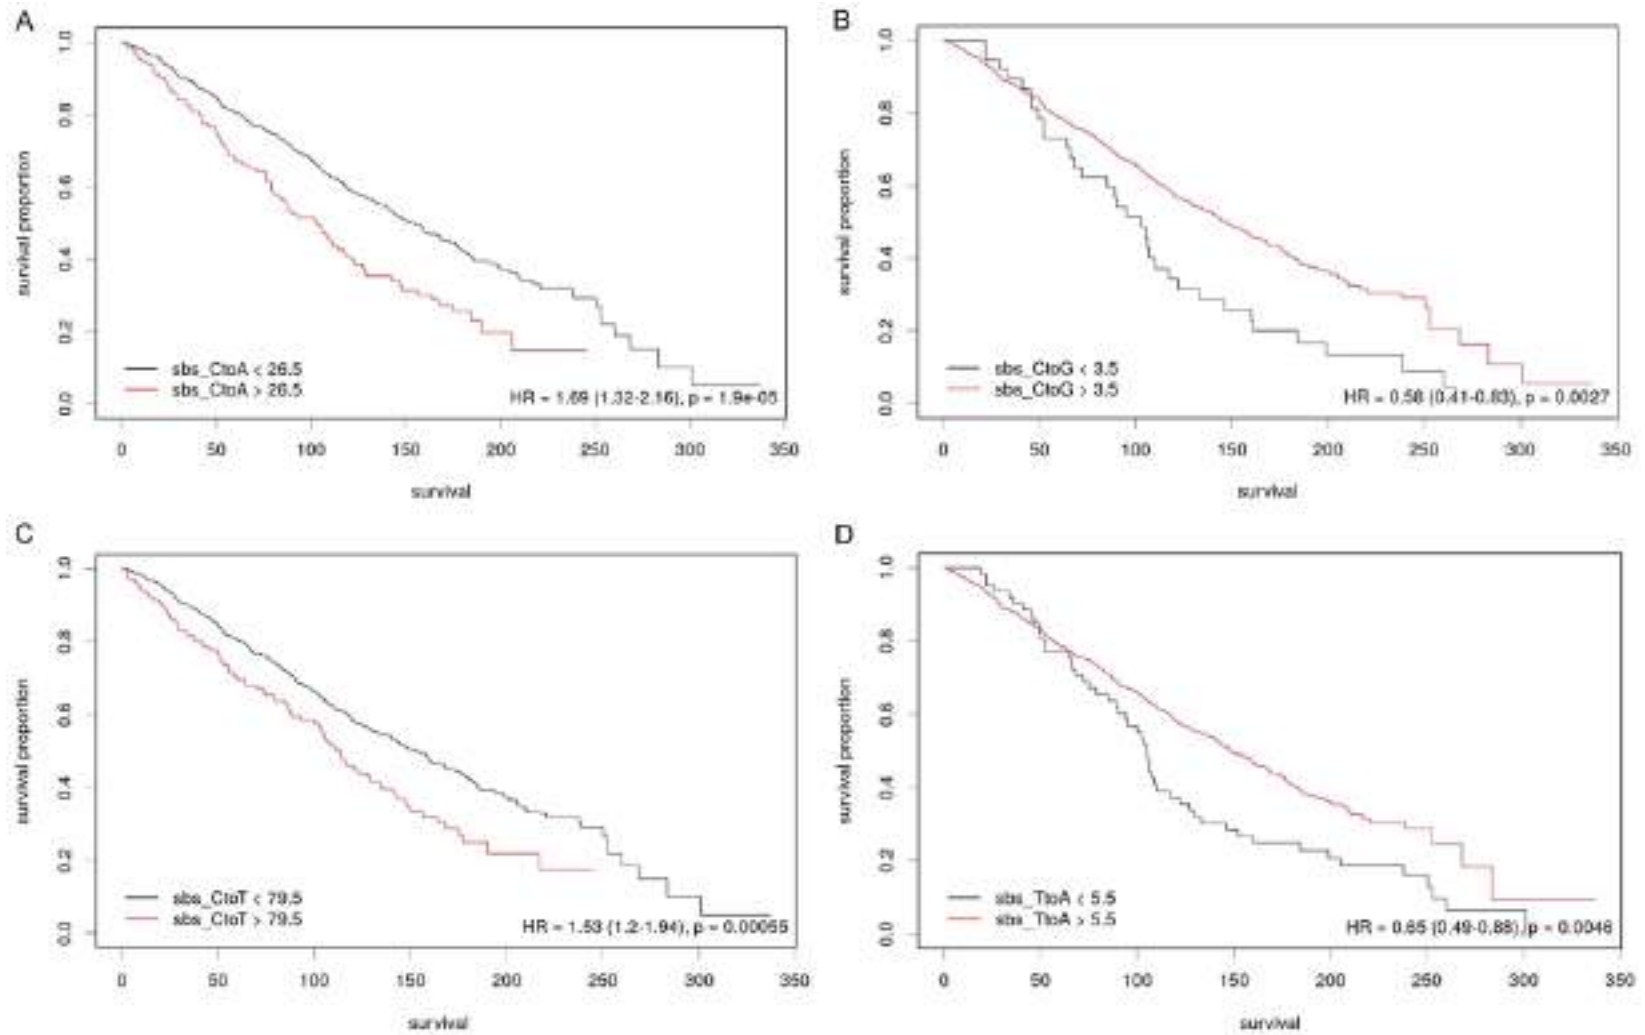 A
survival proportion
1.0
0.8
0.6
0.4
0.2
0.0
sbs_CtoA < 26.5
sbs_CtoA > 26.5
HR = 1.69 (1.32-2.16), p = 1.9e-05
0 50 100 150 200 250 300 350
survival
B
survival proportion
1.0
0.8
0.6
0.4
0.2
0.0
sbs_CtoG < 3.5
sbs_CtoG > 3.5
HR = 0.58 (0.41-0.83), p = 0.0027
0 50 100 150 200 250 300 350
survival
C
survival proportion
1.0
0.8
0.6
0.4
0.2
0.0
sbs_CtoT < 79.5
sbs_CtoT > 79.5
HR = 1.53 (1.2-1.94), p = 0.00055
0 50 100 150 200 250 300 350
survival
D
survival proportion
1.0
0.8
0.6
0.4
0.2
0.0
sbs_TtoA < 5.5
sbs_TtoA > 5.5
HR = 0.65 (0.49-0.88), p = 0.0046
0 50 100 150 200 250 300 350
survival